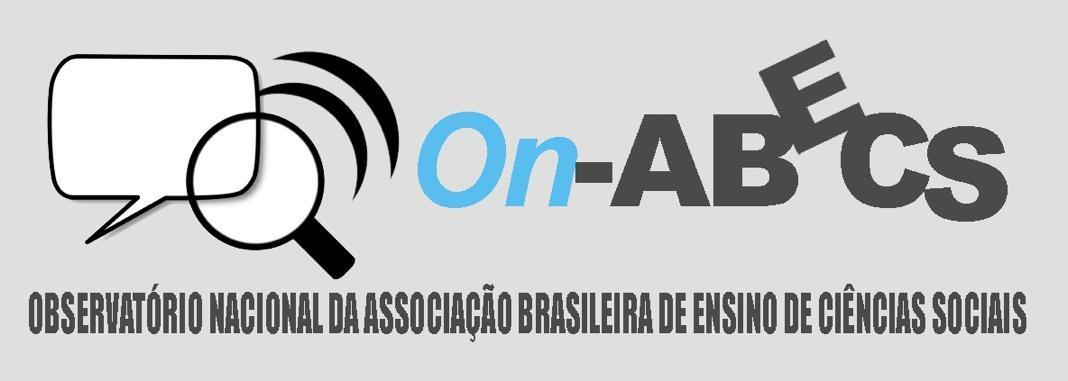 On-ABECS
OBSERVATÓRIO NACIONAL DA ASSOCIAÇÃO BRASILEIRA DE ENSINO DE CIÊNCIAS SOCIAIS